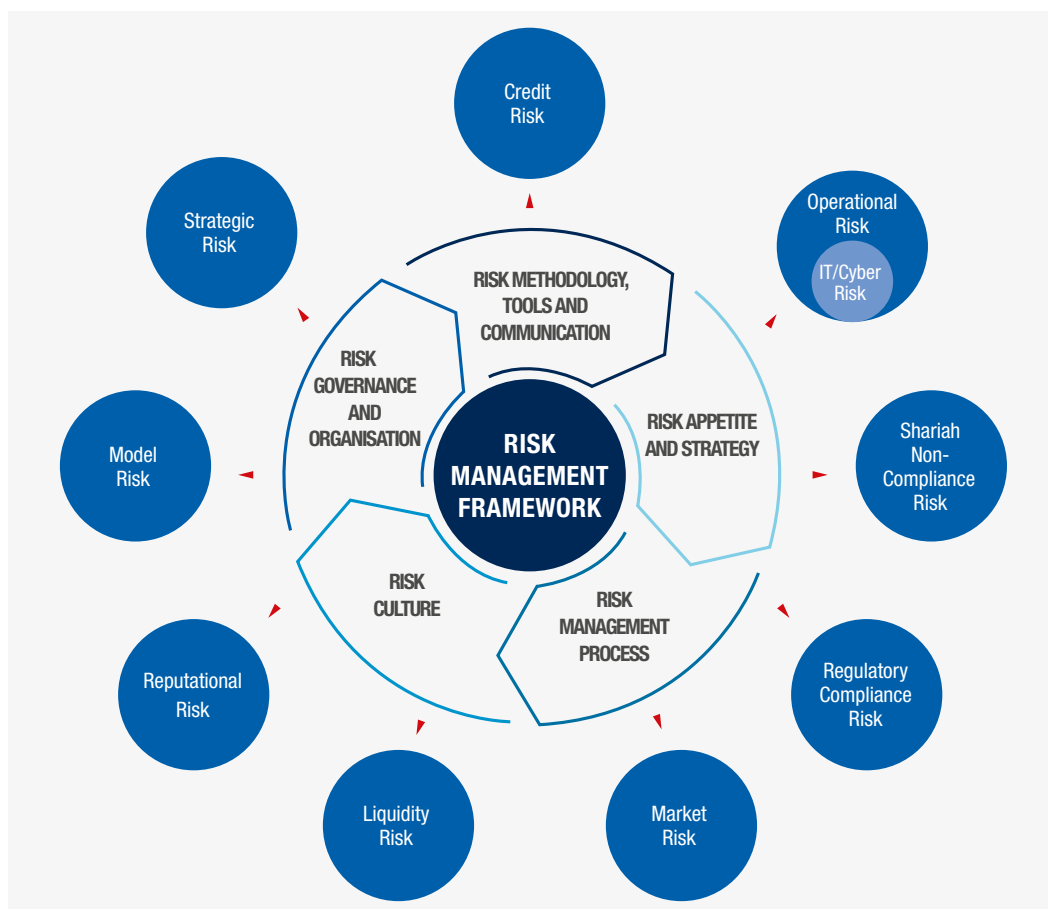 Credit
Risk
Operational
Risk
IT/Cyber
Risk
Shariah
Non-
Compliance
Risk
Regulatory
Compliance
Risk
Market
Risk
Liquidity
Risk
Reputational
Risk
Model
Risk
Strategic
Risk
RISK METHODOLOGY,
TOOLS AND
COMMUNICATION
RISK APPETITE
AND STRATEGY
RISK
MANAGEMENT
PROCESS
RISK
CULTURE
RISK
GOVERNANCE
AND
ORGANISATION
RISK
MANAGEMENT
FRAMEWORK